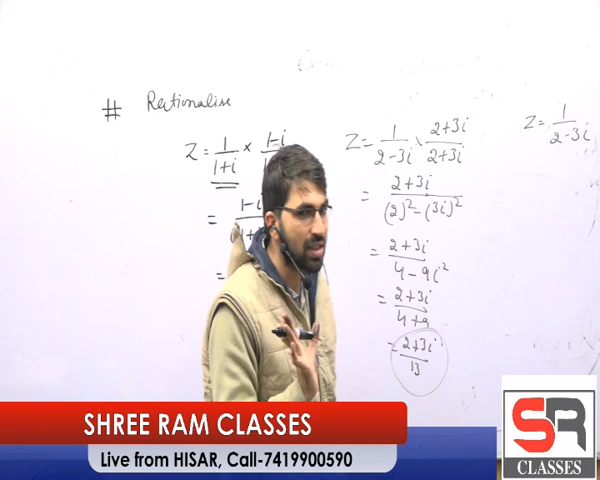 # Rationalise
Z = 1/(1+i) × (1-i)/
= 1-i
=
Z = 1/(2-3i) × (2+3i)/(2+3i)
= (2+3i)/((2)² - (3i)²)
= (2+3i)/(4-9i²)
= (2+3i)/(4+9)
= (2+3i)/13
Z = 1/(2-3i)
SHREE RAM CLASSES
Live from HISAR, Call-7419900590
SR
CLASSES